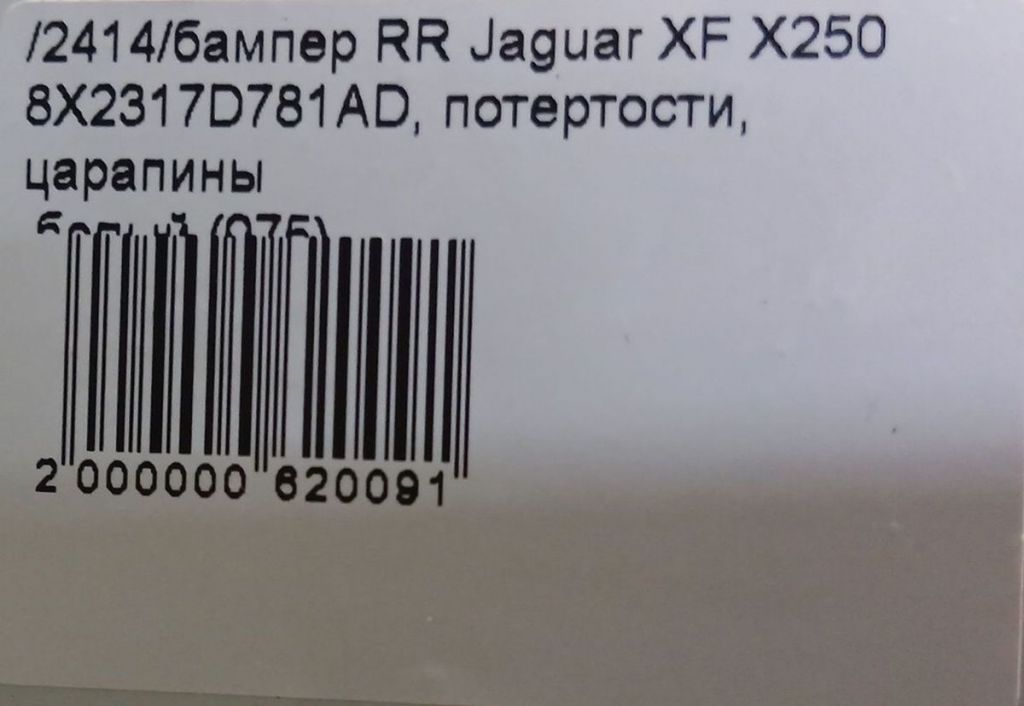 /2414/бампер RR Jaguar XF X250
8X2317D781AD, потертости,
царапины
2 000000 620091